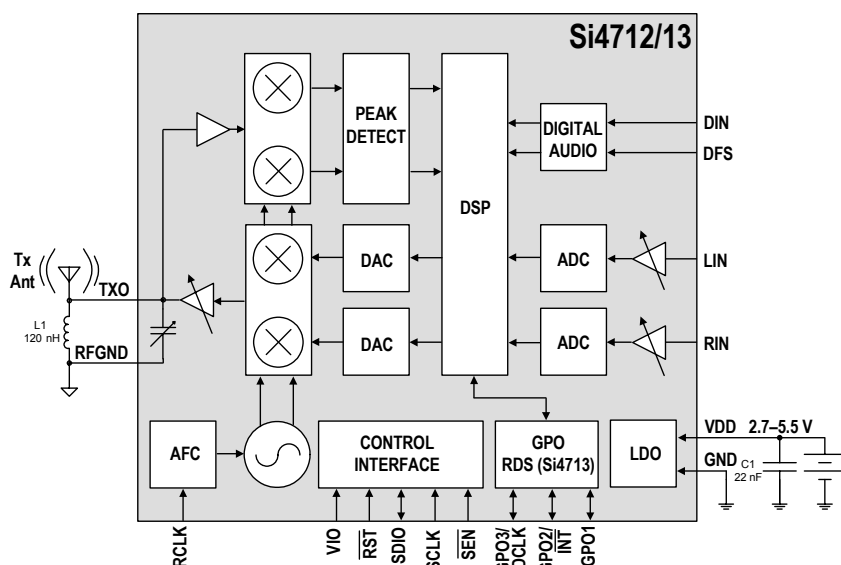 Si4712/13
PEAK
DETECT
DSP
DIGITAL
AUDIO
DIN
DFS
Tx
Ant
TXO
L1
120 nH
RFGND
DAC
ADC
LIN
DAC
ADC
RIN
AFC
CONTROL
INTERFACE
GPO
RDS (Si4713)
LDO
VDD 2.7–5.5 V
GND
C1
22 nF
RCLK
VIO
RST
SDIO
SCLK
SEN
GPO3/
DCLK
GPO2/
INT
GPO1